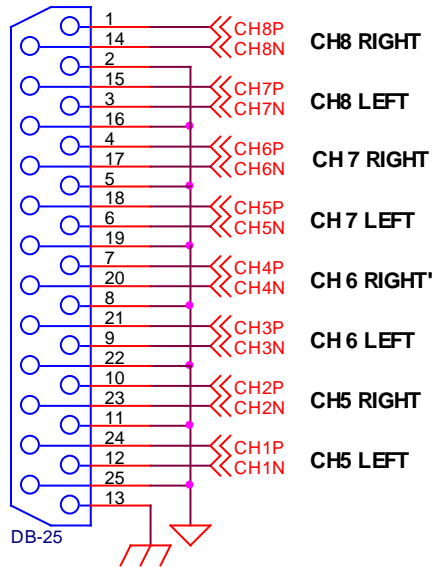 1 CH8P
14 CH8N
CH8 RIGHT
2
15 CH7P
3 CH7N
CH8 LEFT
16
4 CH6P
17 CH6N
CH 7 RIGHT
5
18 CH5P
6 CH5N
CH 7 LEFT
19
7 CH4P
20 CH4N
CH 6 RIGHT'
8
21 CH3P
9 CH3N
CH 6 LEFT
22
10 CH2P
23 CH2N
CH5 RIGHT
11
24 CH1P
12 CH1N
CH5 LEFT
25
13
DB-25